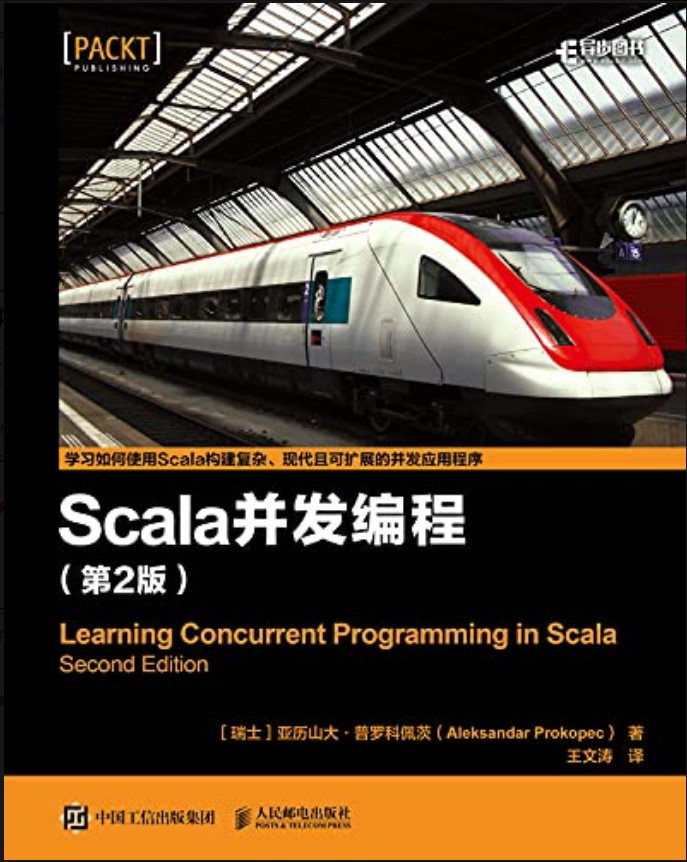 [PACKT]
PUBLISHING
异步图书
学习如何使用Scala构建复杂、现代且可扩展的并发应用程序
Scala并发编程
（第2版）
Learning Concurrent Programming in Scala
Second Edition
［瑞士］亚历山大·普罗科佩茨（Aleksandar Prokopec） 著
王文涛 译
中国工信出版集团
人民邮电出版社
POSTS & TELECOM PRESS